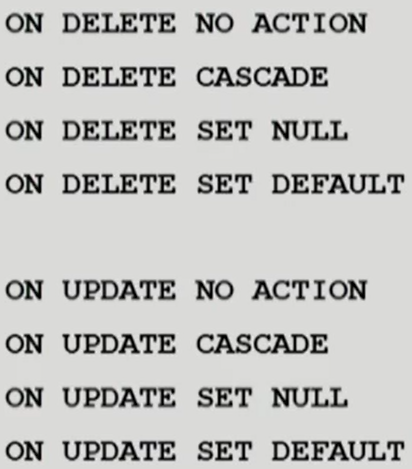 ON DELETE NO ACTION
ON DELETE CASCADE
ON DELETE SET NULL
ON DELETE SET DEFAULT
ON UPDATE NO ACTION
ON UPDATE CASCADE
ON UPDATE SET NULL
ON UPDATE SET DEFAULT